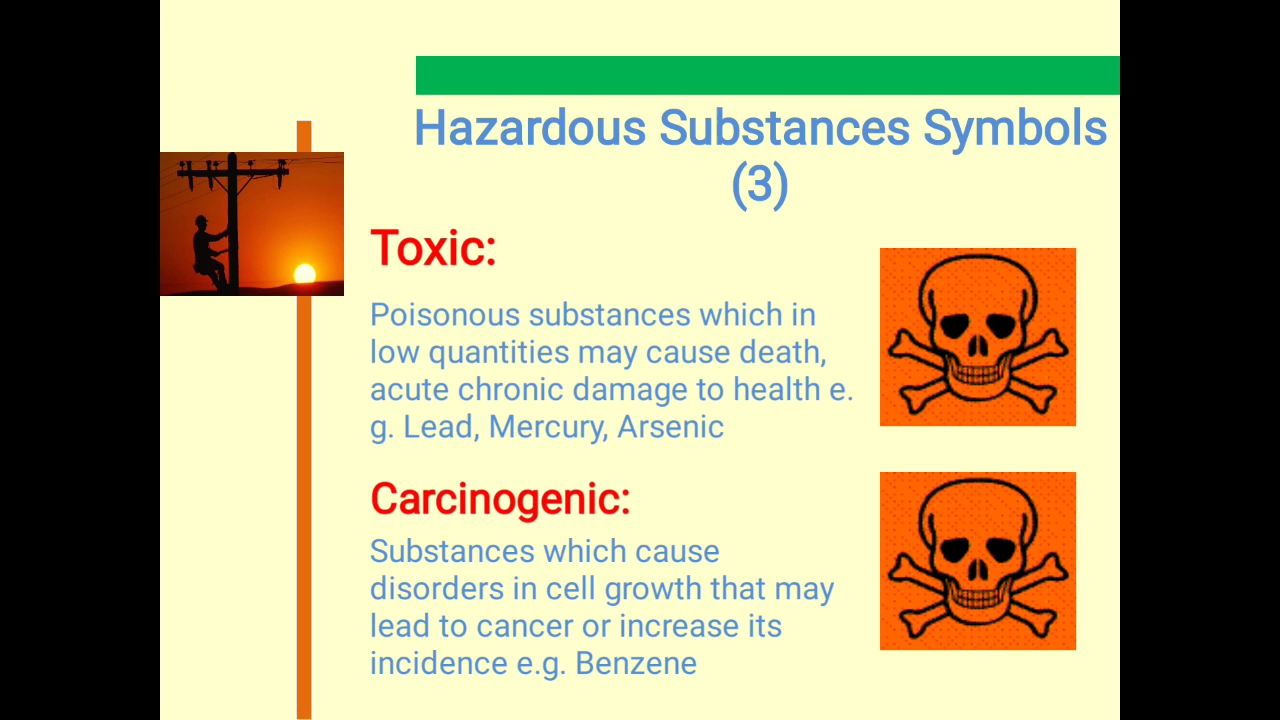 Hazardous Substances Symbols
(3)
Toxic:
Poisonous substances which in
low quantities may cause death,
acute chronic damage to health e.
g. Lead, Mercury, Arsenic
Carcinogenic:
Substances which cause
disorders in cell growth that may
lead to cancer or increase its
incidence e.g. Benzene